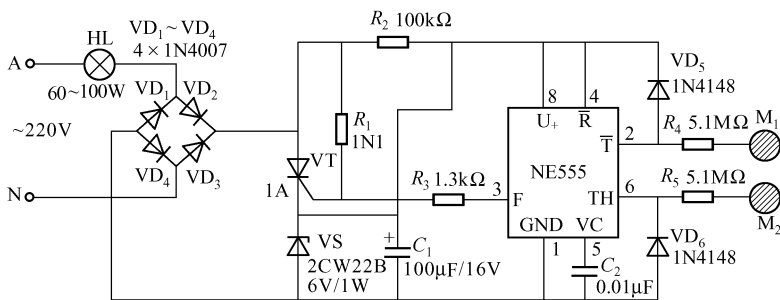 R₂ 100kΩ
VD₁～VD₄
4×1N4007
HL
A
60~100W
VD₁
VD₂
VD₅
1N4148
8
4
U₊
R̅
R₁
1N1
2
T̅
R₄ 5.1MΩ
M₁
~220V
VD₄
VD₃
VT
1A
NE555
R₃ 1.3kΩ
3
F
TH
6
R₅ 5.1MΩ
M₂
N
GND
VC
1
5
VS
2CW22B
6V/1W
+
C₁
100μF/16V
C₂
0.01μF
VD₆
1N4148